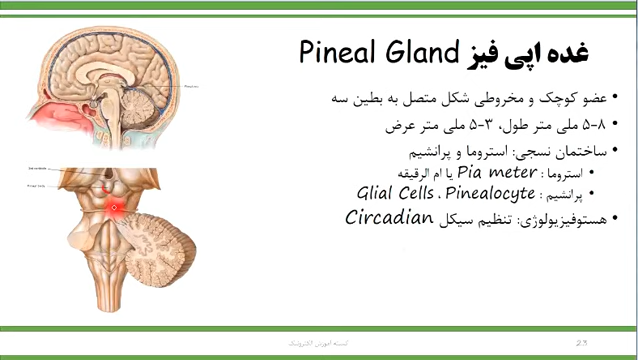 غده اپی فیز Pineal Gland
• عضو کوچک و مخروطی شکل متصل به بطین سه
• ۵-۸ ملی متر طول، ۳-۵ ملی متر عرض
• ساختمان نسجی: استروما و پرانشیم
• استروما : Pia meter یا ام الرقیقه
• پرانشیم : Glial Cells ، Pinealocyte
• هستوفیزیولوژی: تنظیم سیکل Circadian